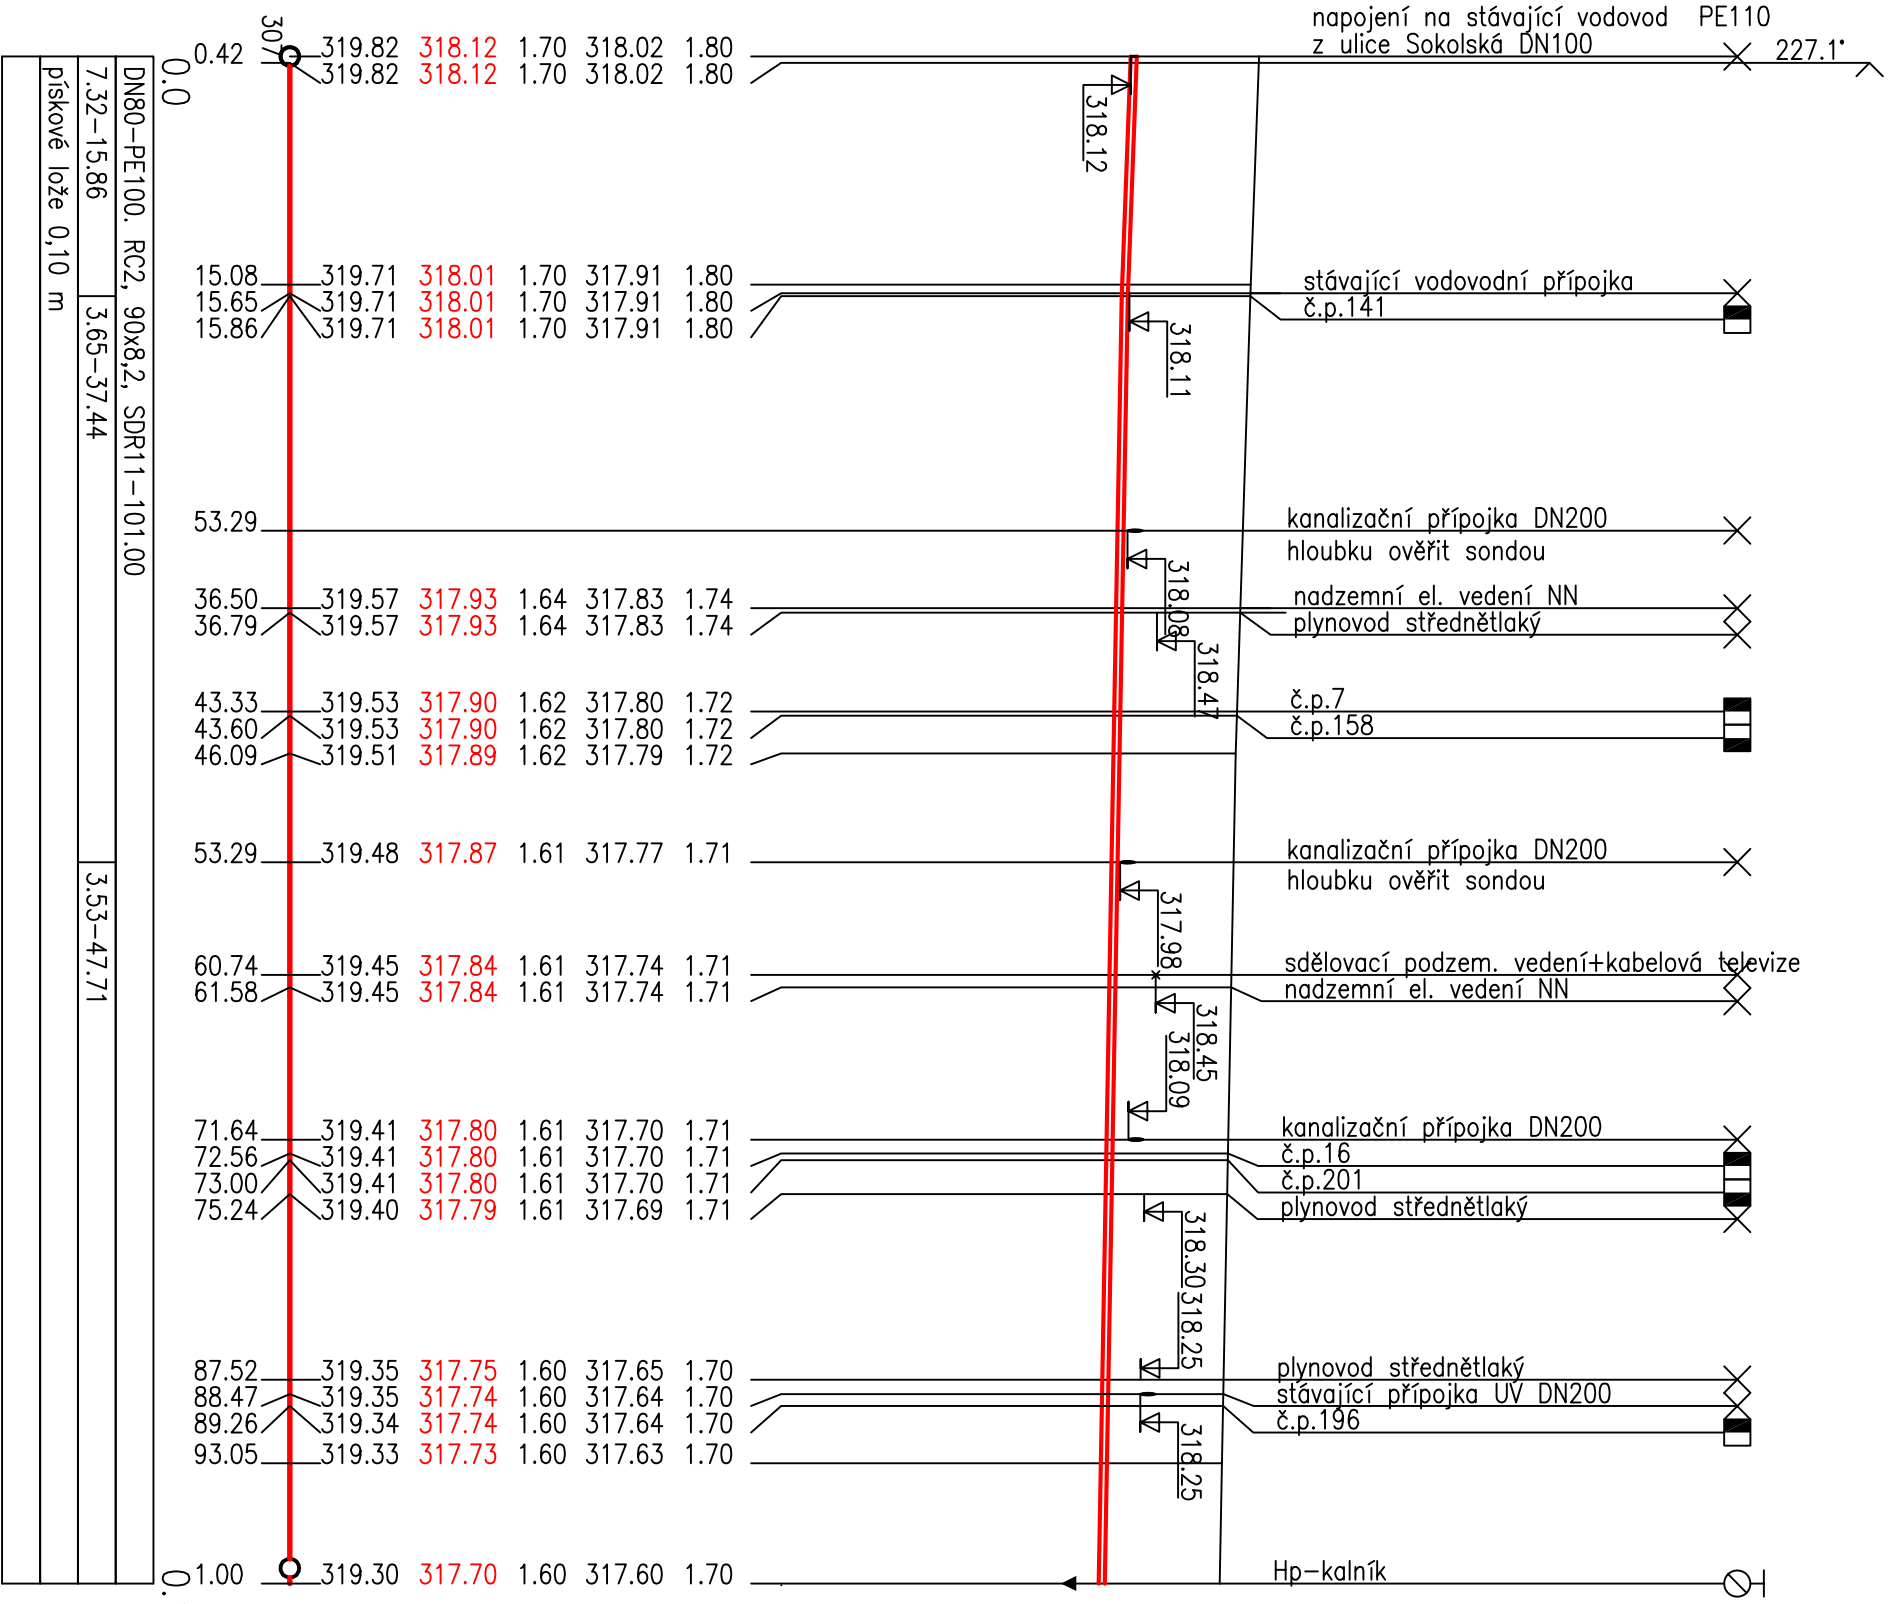 napojení na stávající vodovod PE110
z ulice Sokolská DN100
227.1°
307
0.42 319.82 318.12 1.70 318.02 1.80
319.82 318.12 1.70 318.02 1.80
0.0
318.12
15.08 319.71 318.01 1.70 317.91 1.80 stávající vodovodní přípojka
15.65 319.71 318.01 1.70 317.91 1.80 č.p.141
15.86 319.71 318.01 1.70 317.91 1.80
318.11
53.29 kanalizační přípojka DN200
hloubku ověřit sondou
318.08
36.50 319.57 317.93 1.64 317.83 1.74 nadzemní el. vedení NN
36.79 319.57 317.93 1.64 317.83 1.74 plynovod střednětlaký
318.47
43.33 319.53 317.90 1.62 317.80 1.72 č.p.7
43.60 319.53 317.90 1.62 317.80 1.72 č.p.158
46.09 319.51 317.89 1.62 317.79 1.72
53.29 319.48 317.87 1.61 317.77 1.71 kanalizační přípojka DN200
hloubku ověřit sondou
317.98
60.74 319.45 317.84 1.61 317.74 1.71 sdělovací podzem. vedení+kabelová televize
61.58 319.45 317.84 1.61 317.74 1.71 nadzemní el. vedení NN
318.45
318.09
71.64 319.41 317.80 1.61 317.70 1.71 kanalizační přípojka DN200
72.56 319.41 317.80 1.61 317.70 1.71 č.p.16
73.00 319.41 317.80 1.61 317.70 1.71 č.p.201
75.24 319.40 317.79 1.61 317.69 1.71 plynovod střednětlaký
318.30
318.25
87.52 319.35 317.75 1.60 317.65 1.70 plynovod střednětlaký
88.47 319.35 317.74 1.60 317.64 1.70 stávající přípojka UV DN200
89.26 319.34 317.74 1.60 317.64 1.70 č.p.196
93.05 319.33 317.73 1.60 317.63 1.70
318.25
0. 1.00 319.30 317.70 1.60 317.60 1.70 Hp-kalník
DN80-PE100. RC2, 90x8,2, SDR11-101.00
7.32-15.86 3.65-37.44 3.53-47.71
pískové lože 0,10 m